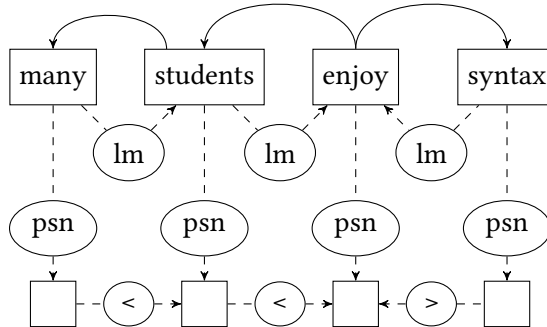 many students enjoy syntax
lm lm lm
psn psn psn psn
< < >